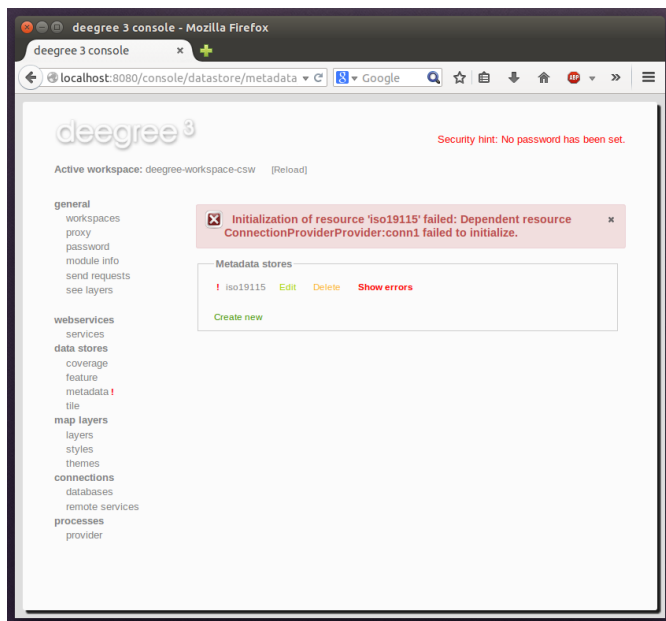 deegree 3 console - Mozilla Firefox
deegree 3 console
localhost:8080/console/datastore/metadata
Google
ABP
deegree 3
Security hint: No password has been set.
Active workspace: deegree-workspace-csw [Reload]
general
workspaces
proxy
password
module info
send requests
see layers
webservices
services
data stores
coverage
feature
metadata !
tile
map layers
layers
styles
themes
connections
databases
remote services
processes
provider
Initialization of resource 'iso19115' failed: Dependent resource
ConnectionProviderProvider:conn1 failed to initialize.
Metadata stores
! iso19115 Edit Delete Show errors
Create new